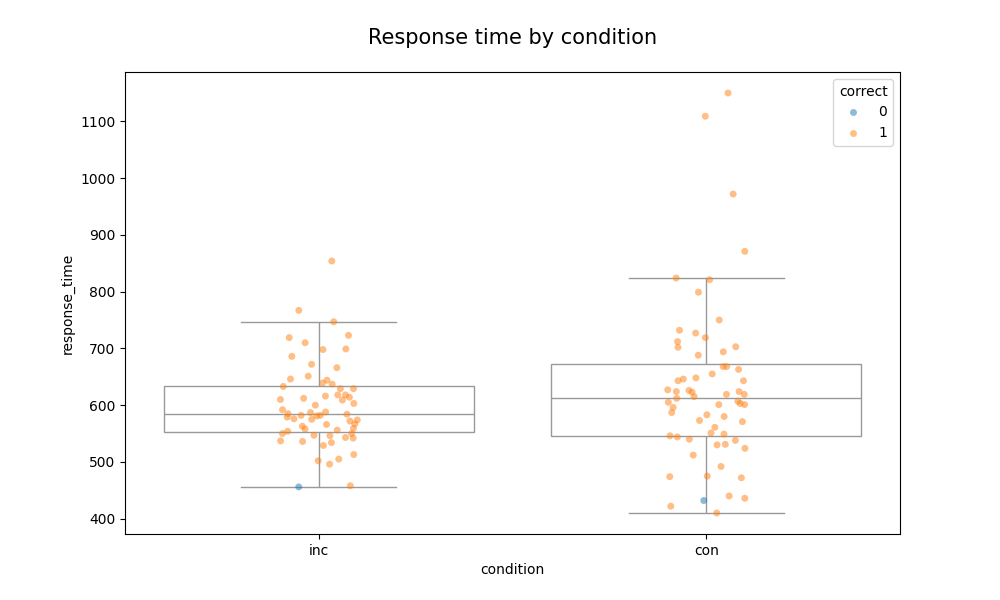 Response time by condition
correct
0
1
1100
1000
900
800
700
600
500
400
response_time
inc
con
condition